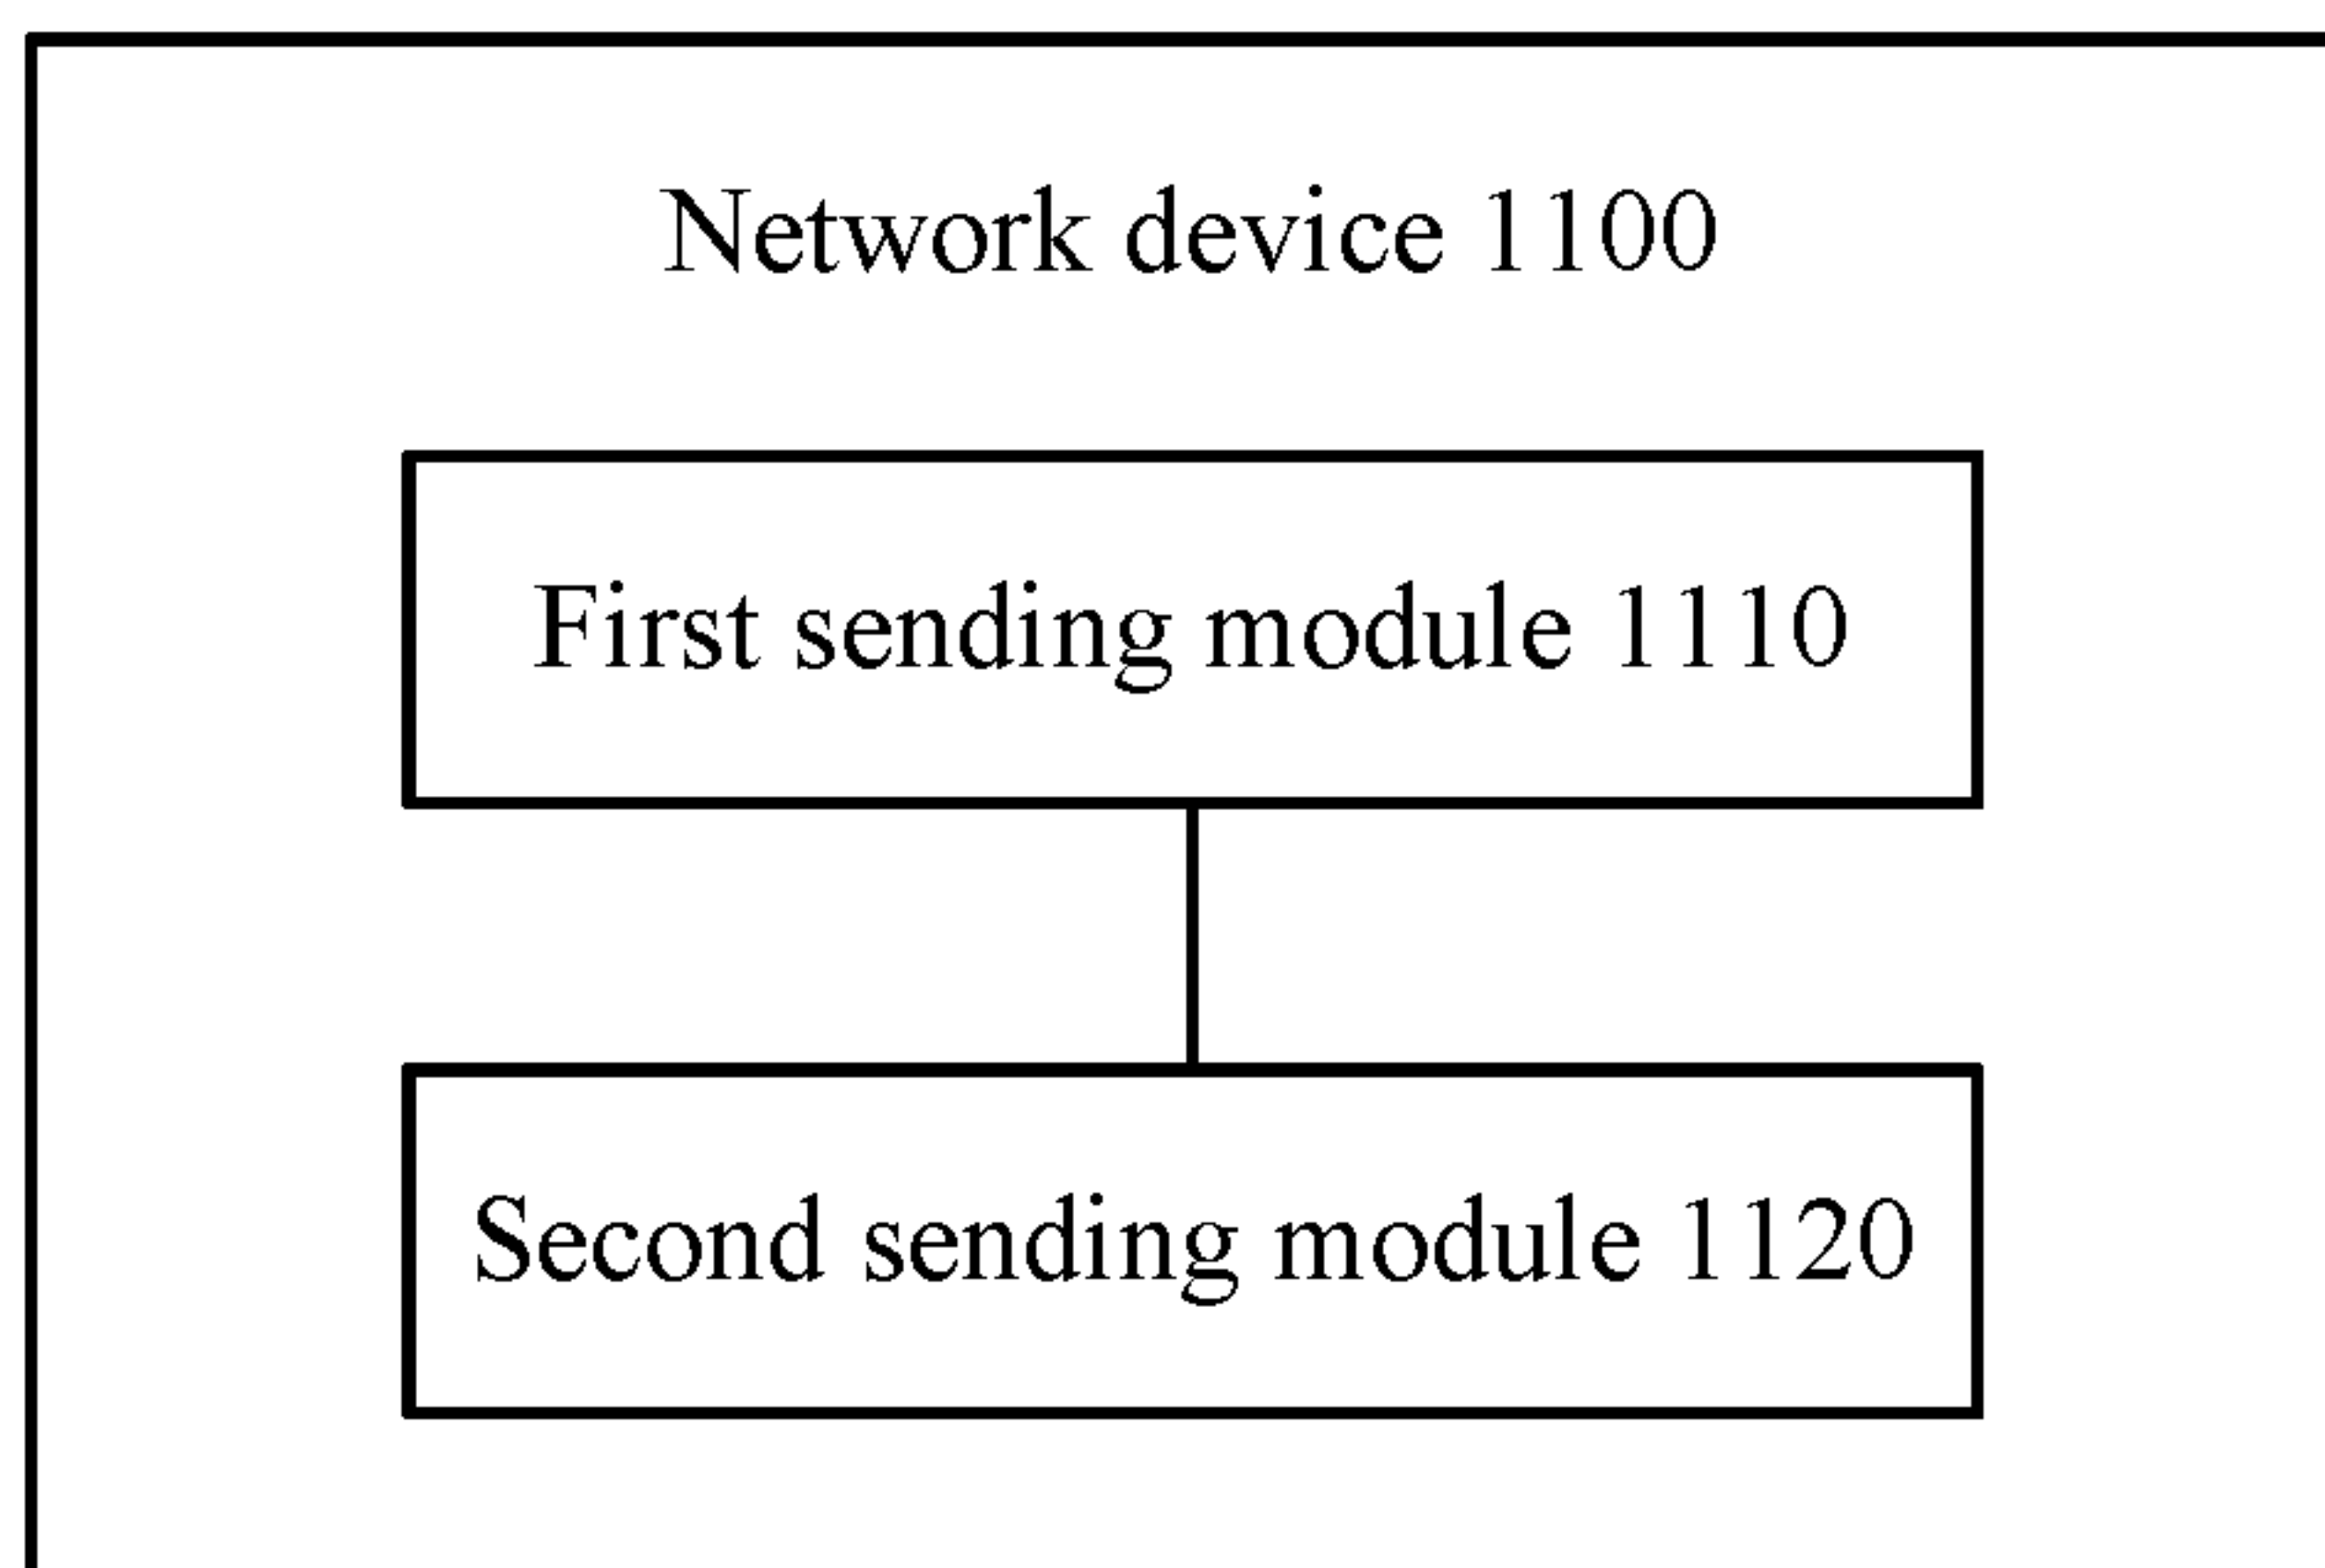 Network device 1100
First sending module 1110
Second sending module 1120